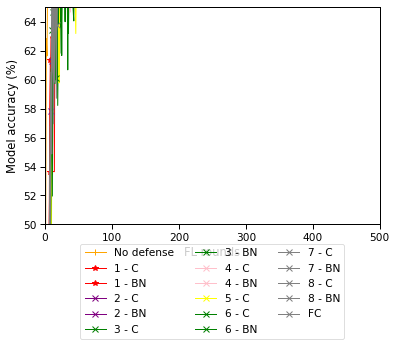 64
62
60
58
56
54
52
50
Model accuracy (%)
0 100 200 300 400 500
No defense
1 - C
1 - BN
2 - C
2 - BN
3 - C
3 - BN
4 - C
4 - BN
5 - C
6 - C
6 - BN
7 - C
7 - BN
8 - C
8 - BN
FC